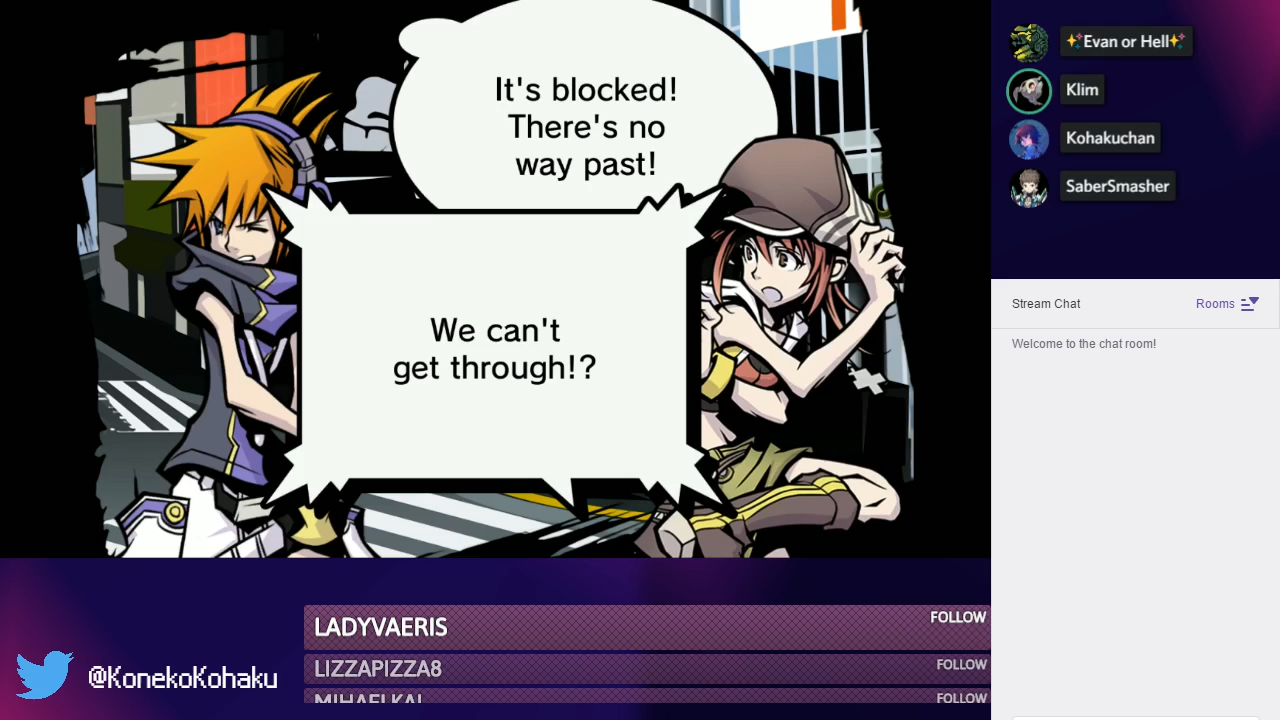 It's blocked!
There's no
way past!
We can't
get through!?
✨Evan or Hell✨
Klim
Kohakuchan
SaberSmasher
Stream Chat
Rooms
Welcome to the chat room!
LADYVAERIS
FOLLOW
LIZZAPIZZA8
FOLLOW
MIHAELKAL
FOLLOW
@KonekoKohaku